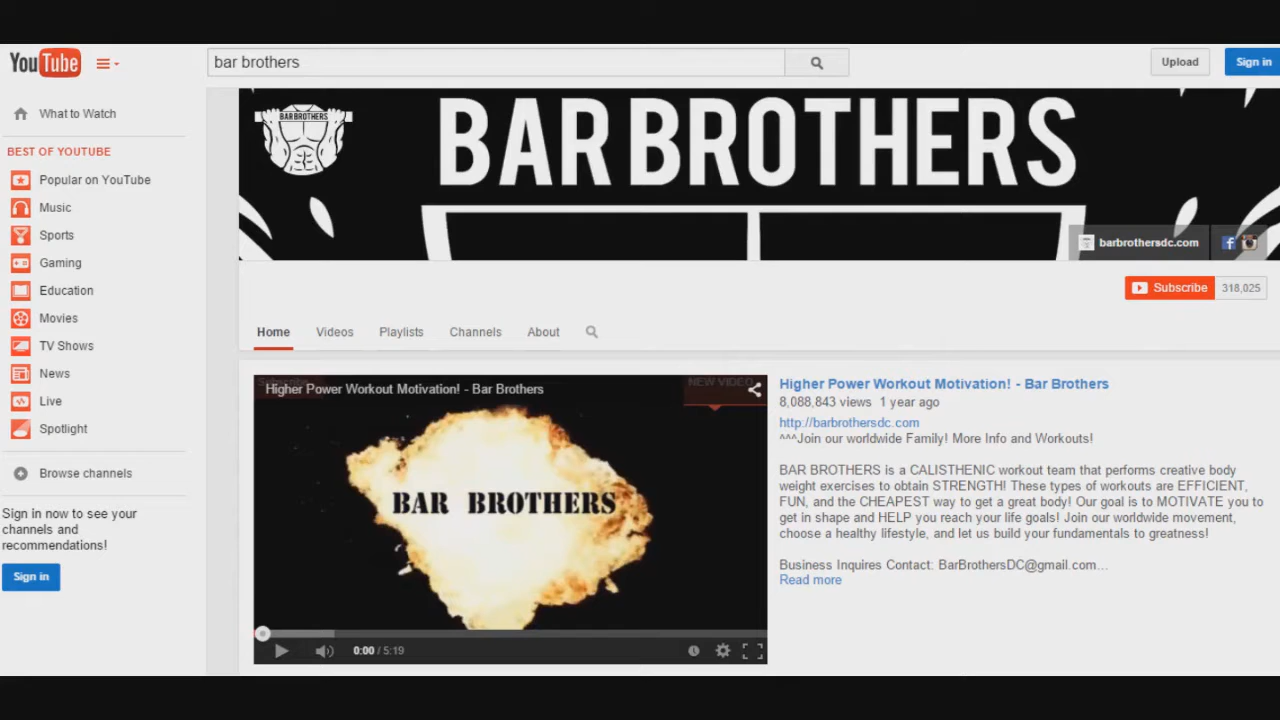 YouTube
bar brothers
Upload
Sign in
What to Watch
BEST OF YOUTUBE
Popular on YouTube
Music
Sports
Gaming
Education
Movies
TV Shows
News
Live
Spotlight
Browse channels
Sign in now to see your
channels and
recommendations!
Sign in
BAR BROTHERS
BAR BROTHERS
barbrothersdc.com
Subscribe 318,025
Home Videos Playlists Channels About
Higher Power Workout Motivation! - Bar Brothers
NEW VIDEO
BAR BROTHERS
0:00 / 5:19
Higher Power Workout Motivation! - Bar Brothers
8,088,843 views 1 year ago
http://barbrothersdc.com
^^^Join our worldwide Family! More Info and Workouts!
BAR BROTHERS is a CALISTHENIC workout team that performs creative body
weight exercises to obtain STRENGTH! These types of workouts are EFFICIENT,
FUN, and the CHEAPEST way to get a great body! Our goal is to MOTIVATE you to
get in shape and HELP you reach your life goals! Join our worldwide movement,
choose a healthy lifestyle, and let us build your fundamentals to greatness!
Business Inquires Contact: BarBrothersDC@gmail.com...
Read more